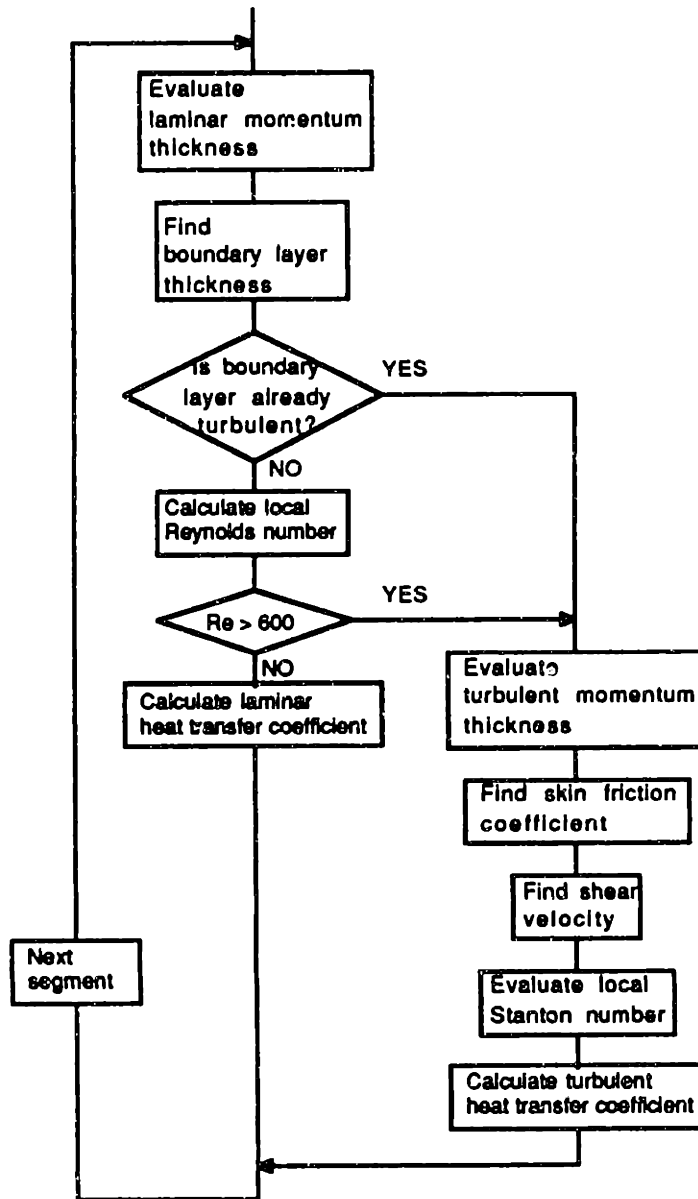 Evaluate
laminar momentum
thickness
Find
boundary layer
thickness
Is boundary
layer already
turbulent?
YES
NO
Calculate local
Reynolds number
YES
Re > 600
NO
Calculate laminar
heat transfer coefficient
Evaluate
turbulent momentum
thickness
Find skin friction
coefficient
Find shear
velocity
Next
segment
Evaluate local
Stanton number
Calculate turbulent
heat transfer coefficient